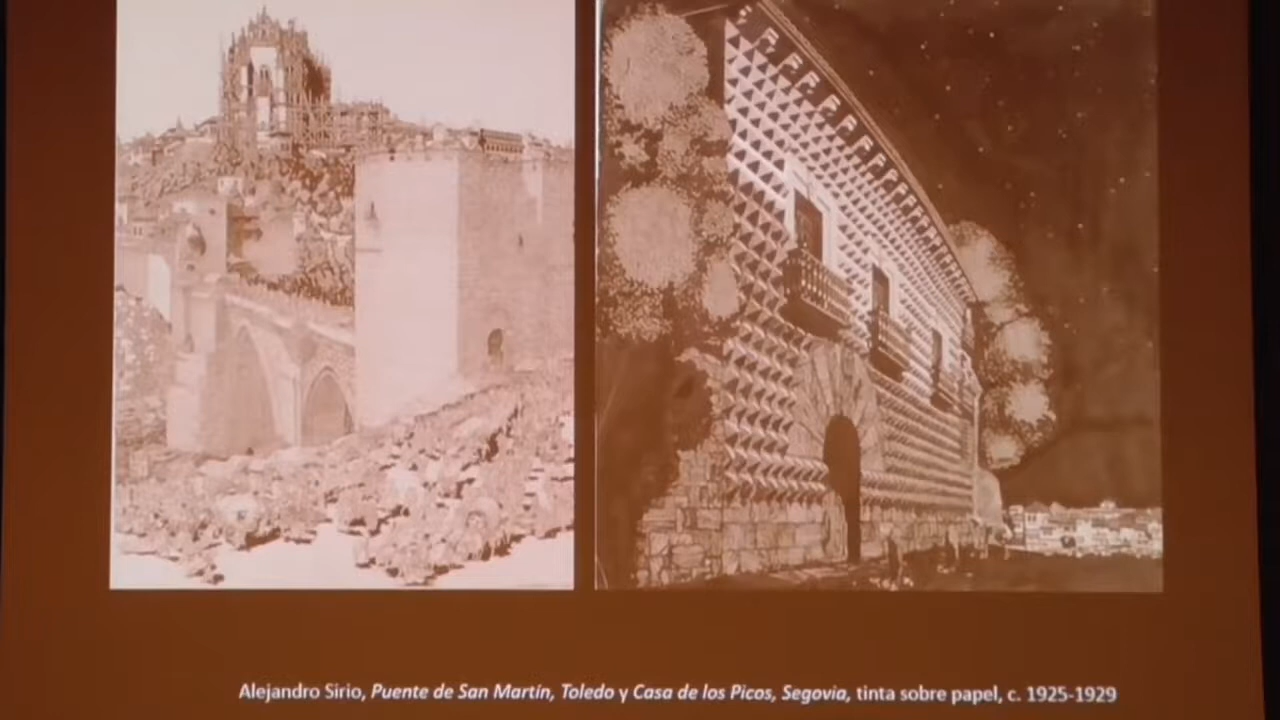 Alejandro Sirio, Puente de San Martín, Toledo y Casa de los Picos, Segovia, tinta sobre papel, c. 1925-1929